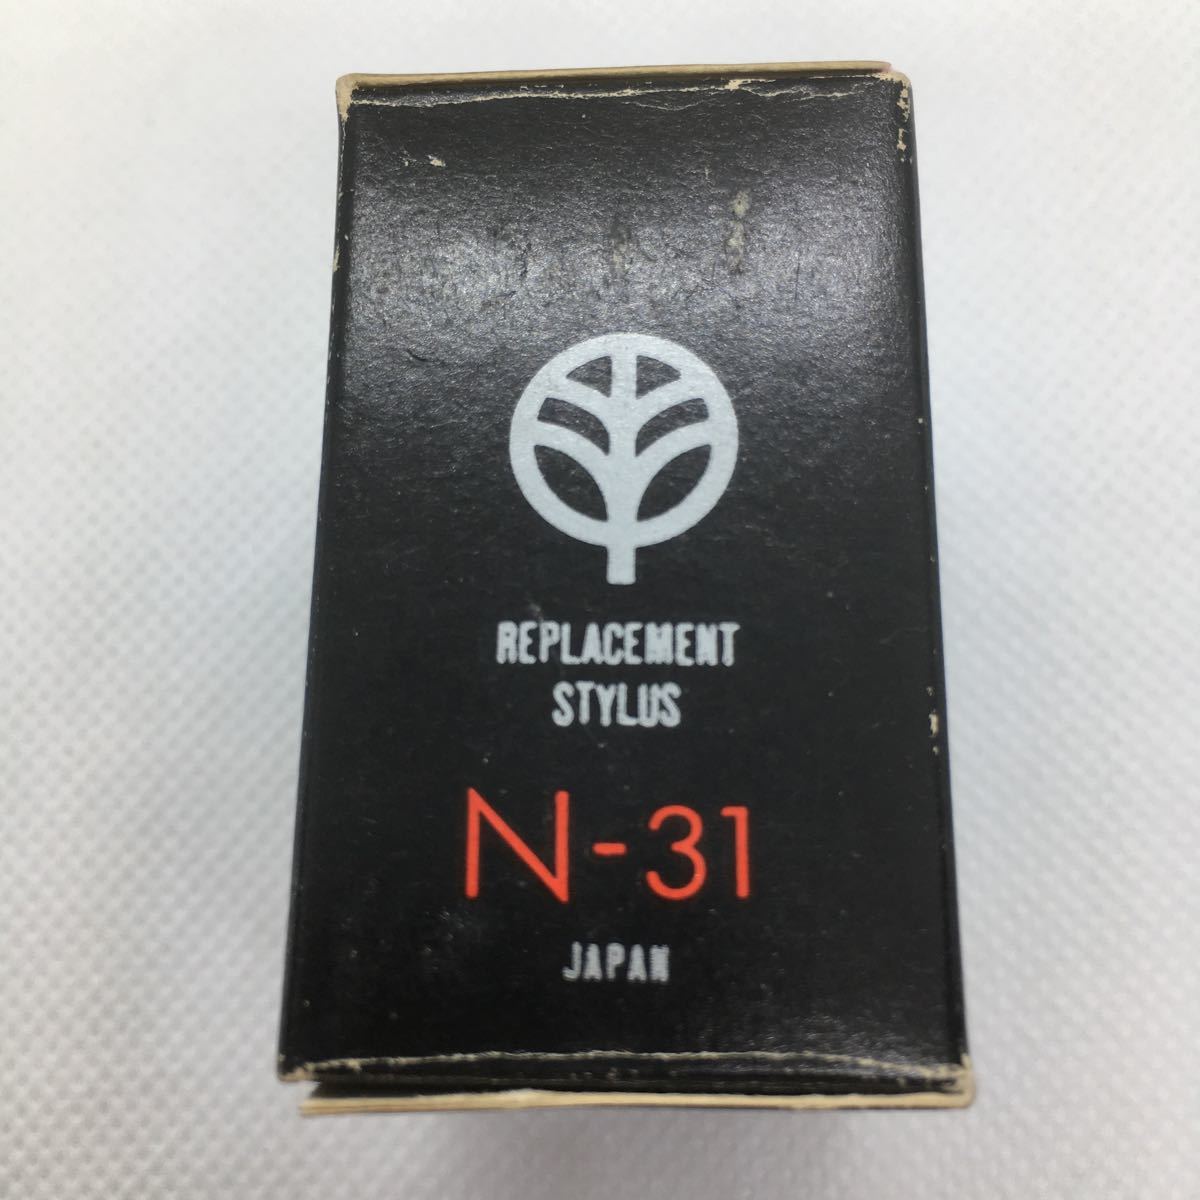 REPLACEMENT
STYLUS
N-31
JAPAN